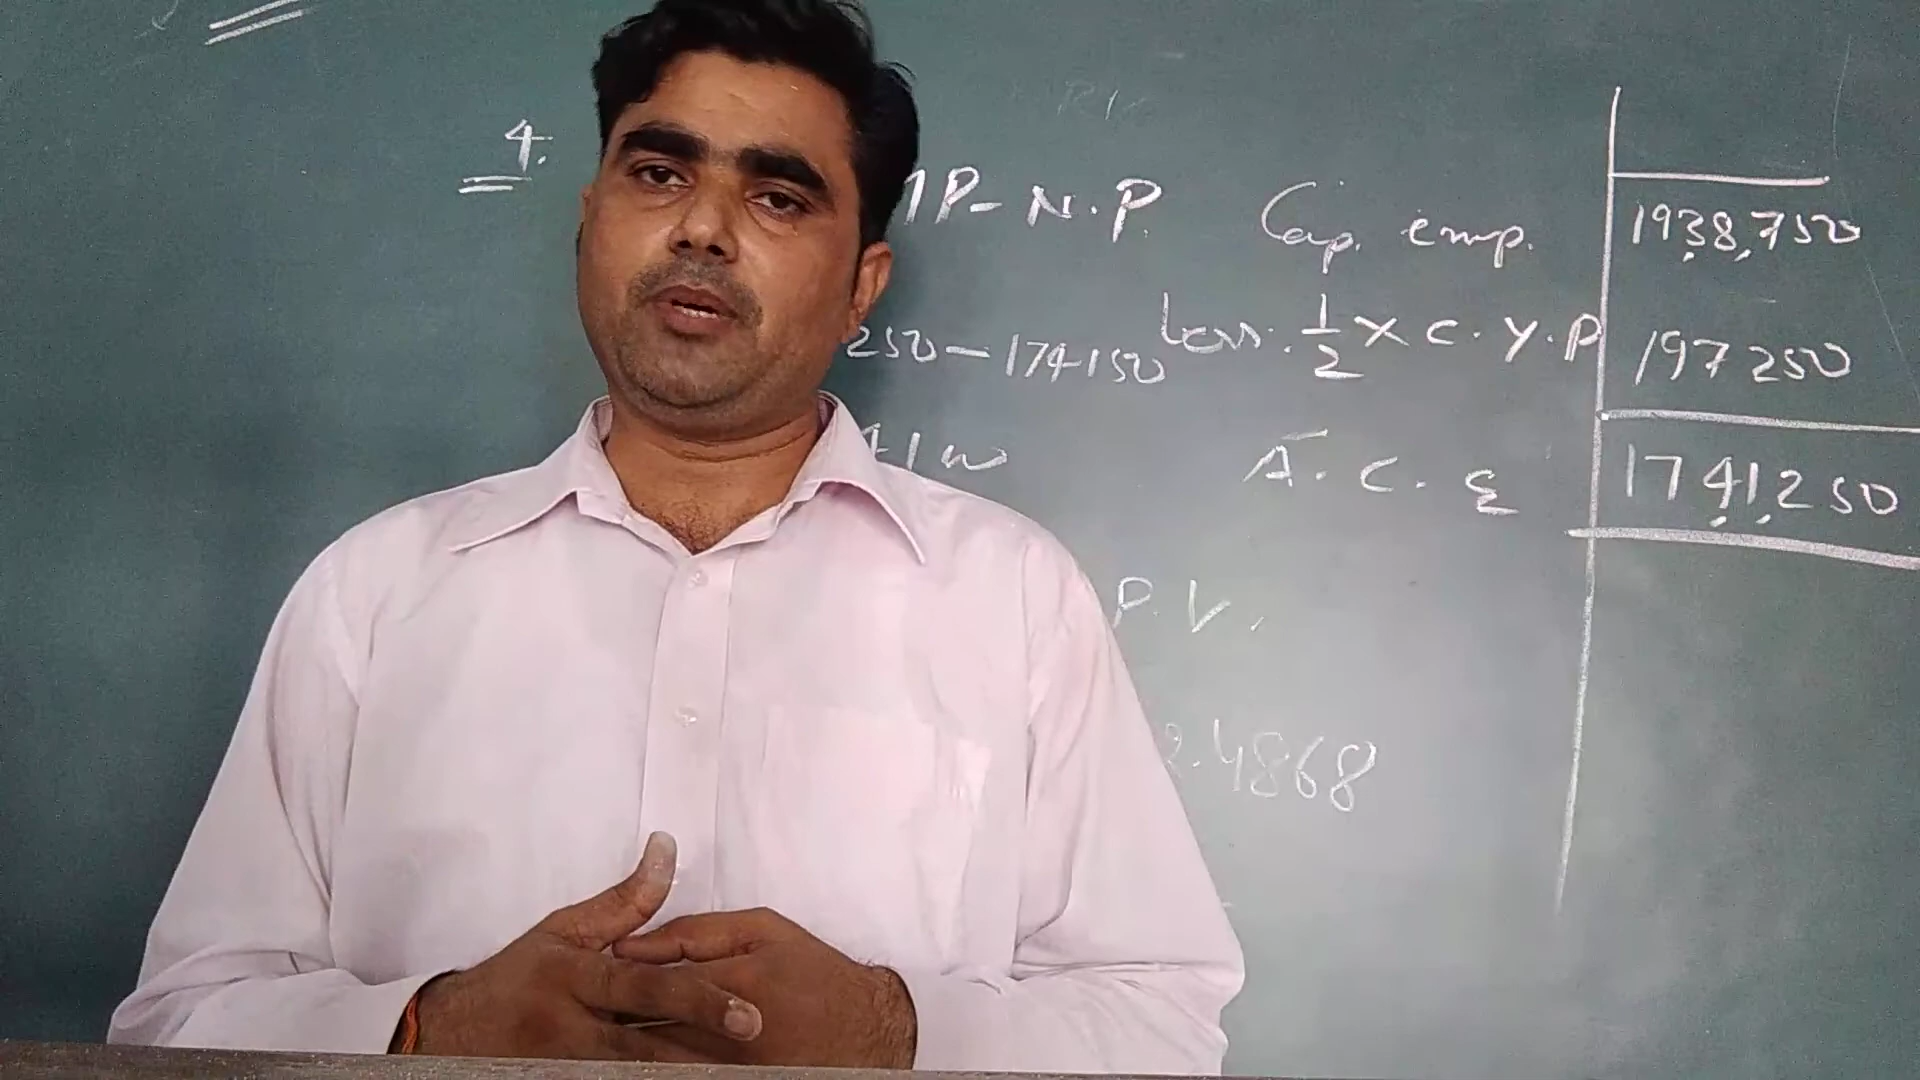 4.
P - N.P. Cap. emp. 1938,750
250 - 174150 Less: 1/2 X C.Y.P 197250
A.C.E 1741,250
P.V.
2.4868